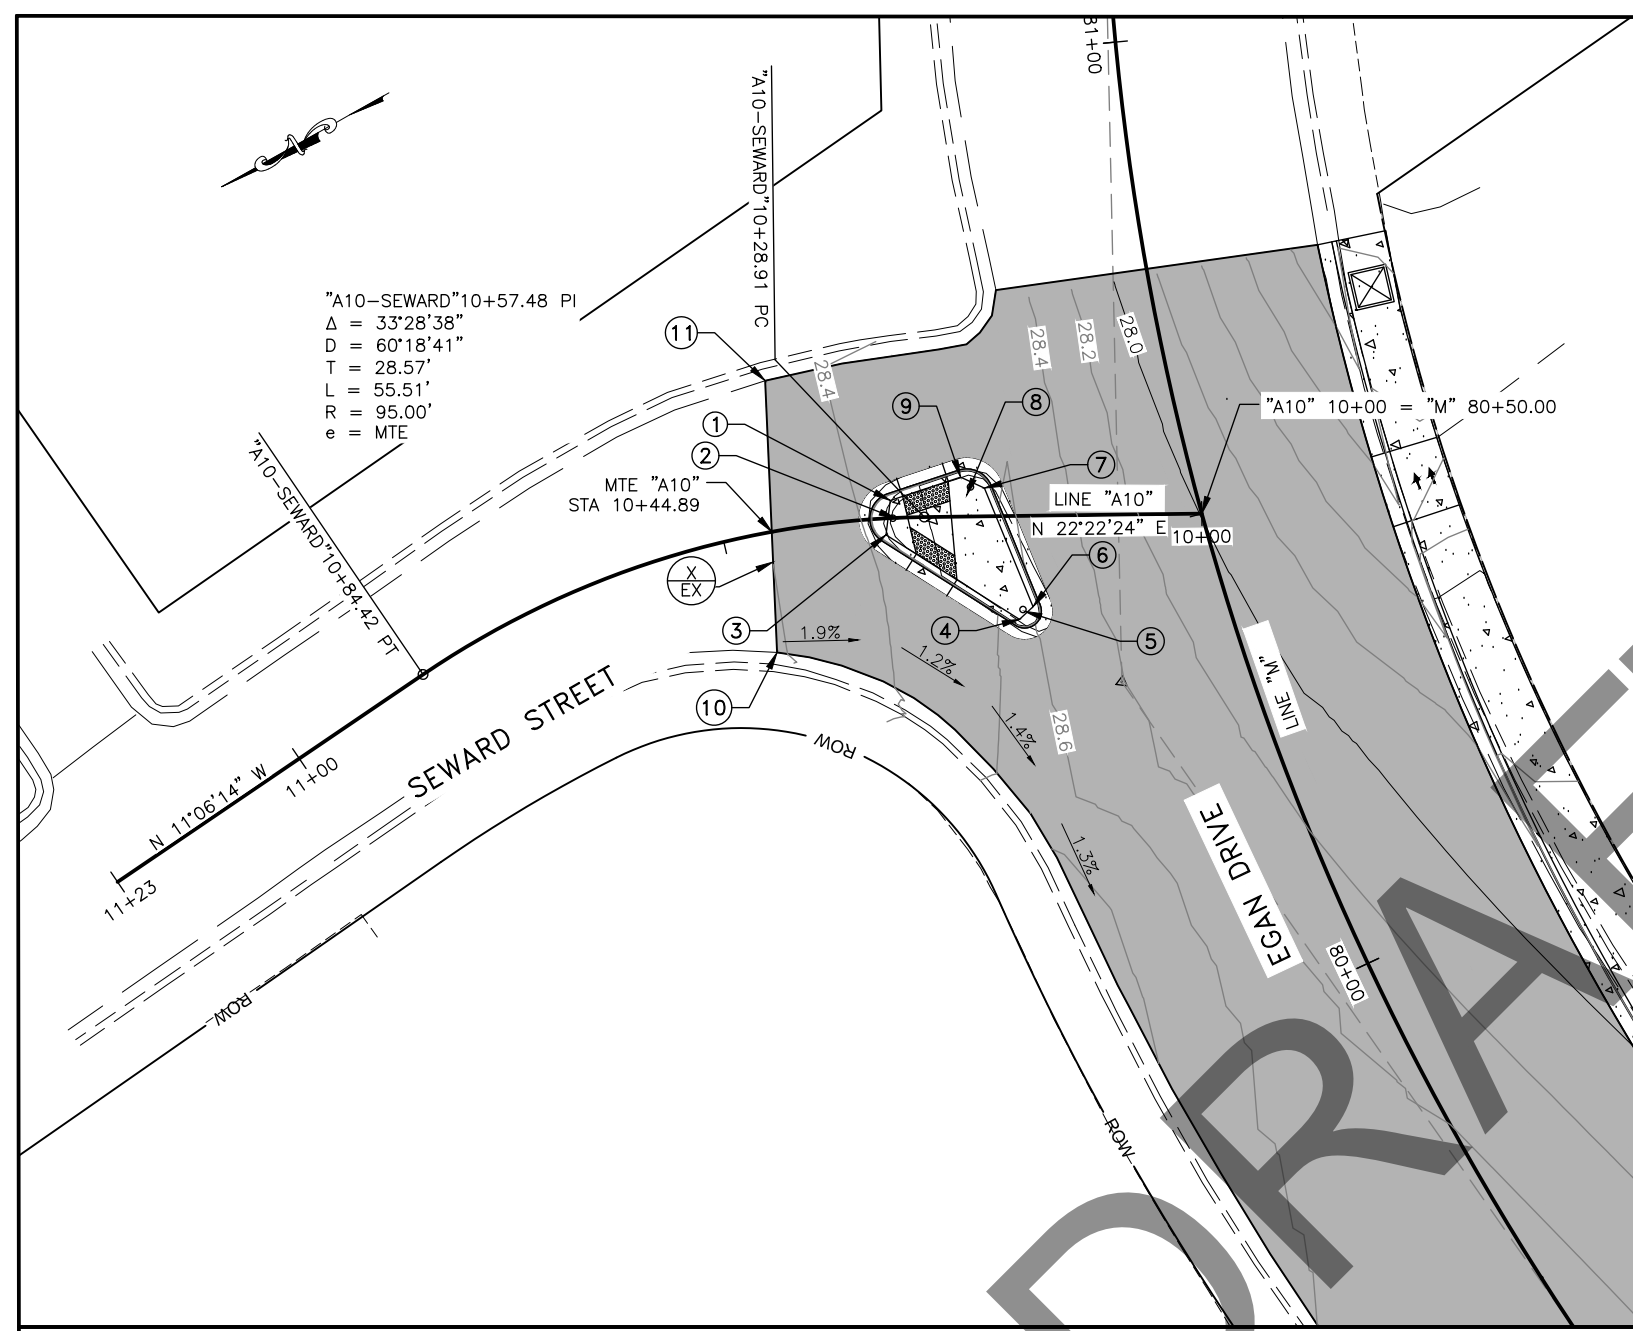 81+00
"A10-SEWARD"10+28.91 PC
"A10-SEWARD"10+57.48 PI
Δ = 33°28'38"
D = 60°18'41"
T = 28.57'
L = 55.51'
R = 95.00'
e = MTE
11
28.4
28.4
28.2
28.0
9
8
"A10" 10+00 = "M" 80+50.00
1
2
7
"A10-SEWARD"10+84.42 PT
MTE "A10"
STA 10+44.89
LINE "A10"
N 22°22'24" E
10+00
6
X
EX
3
1.9%
4
5
1.2%
LINE "M"
10
SEWARD STREET
ROW
1.4%
28.6
N 11°06'14" W
11+00
11+23
1.3%
EGAN DRIVE
80+00
ROW
ROW
DRAFT